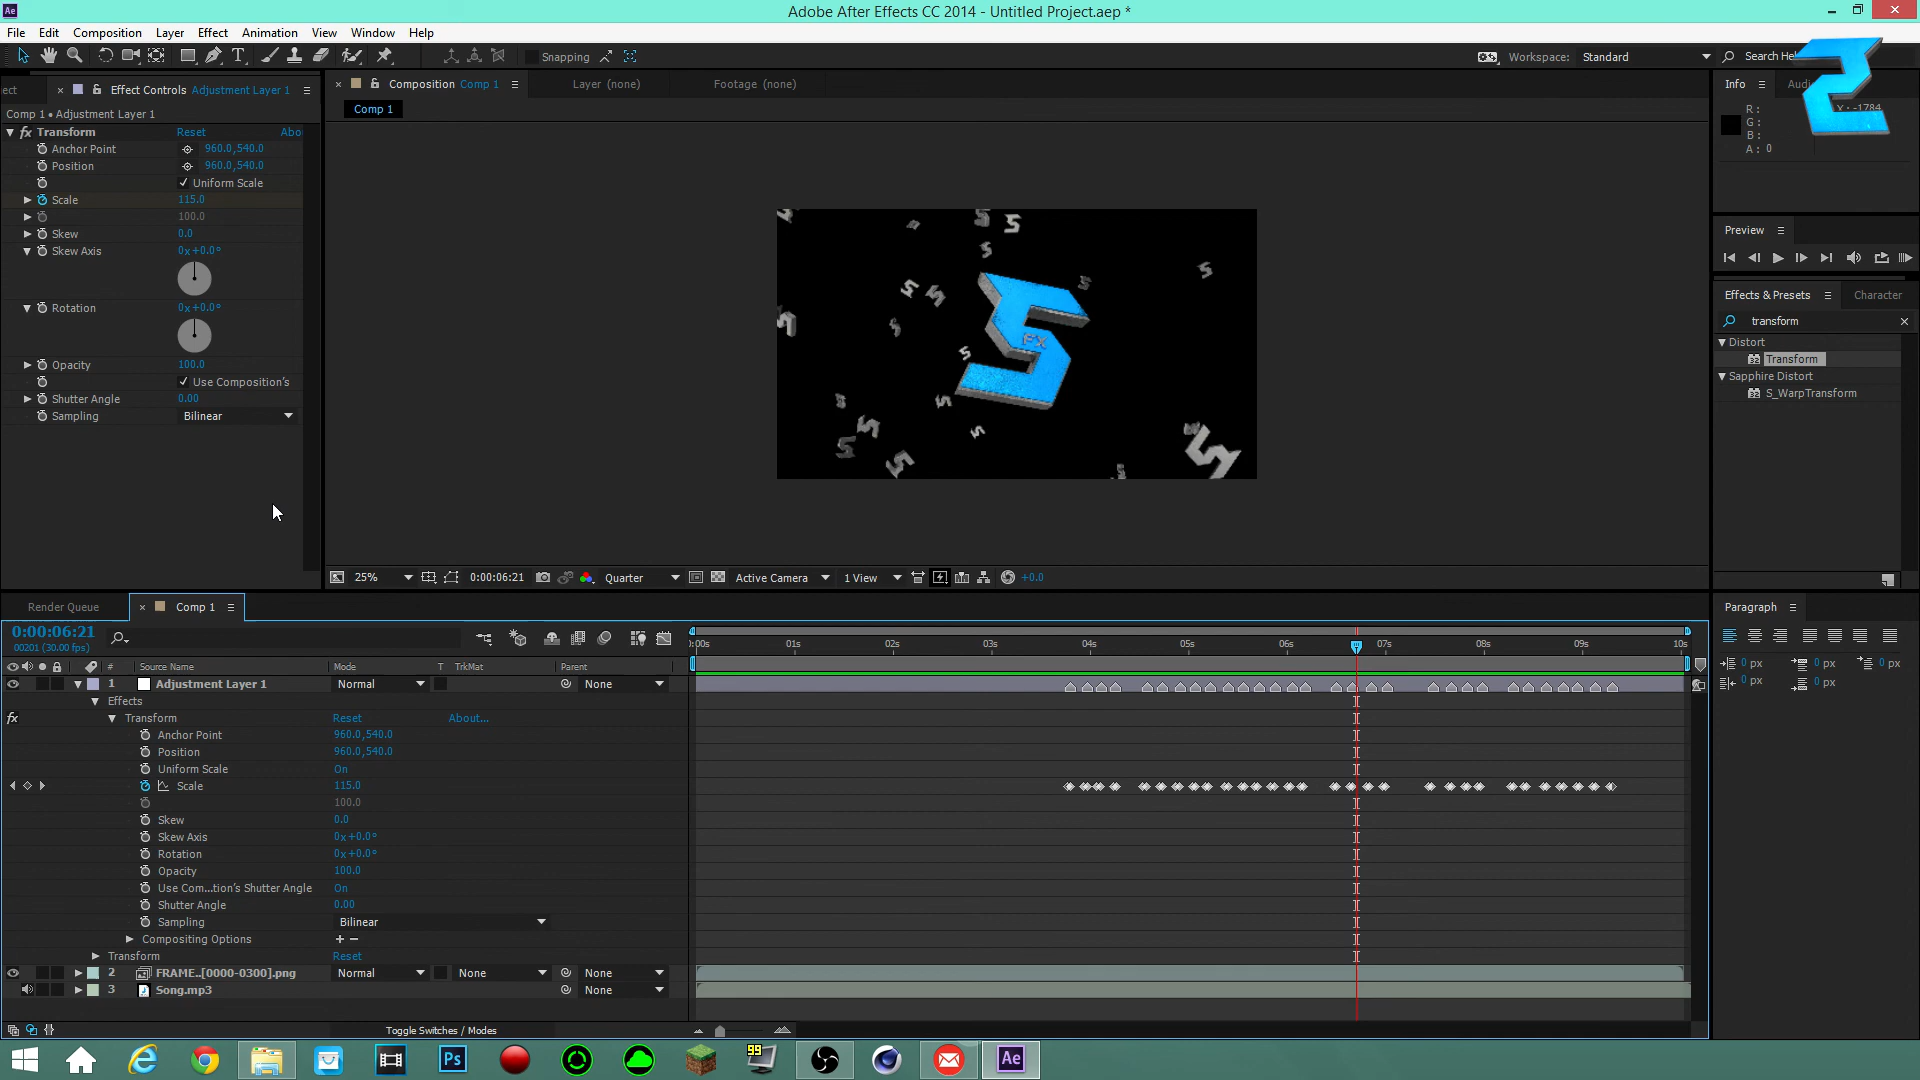 Ae
Adobe After Effects CC 2014 - Untitled Project.aep *
File Edit Composition Layer Effect Animation View Window Help
T Snapping Workspace: Standard Search Hel
ect Effect Controls Adjustment Layer 1
Composition Comp 1 Layer (none) Footage (none)
Info Audi
Comp 1 • Adjustment Layer 1
Comp 1
R : X : -1784
G :
B :
A : 0
Transform Reset Abo
Anchor Point 960.0,540.0
Position 960.0,540.0
Uniform Scale
Scale 115.0
100.0
Skew 0.0
Skew Axis 0x+0.0°
Rotation 0x+0.0°
Opacity 100.0
Use Composition's
Shutter Angle 0.00
Sampling Bilinear
FX
Preview
Effects & Presets Character
transform
Distort
Transform
Sapphire Distort
S_WarpTransform
25% 0:00:06:21 Quarter Active Camera 1 View +0.0
Render Queue Comp 1
Paragraph
0 px 0 px 0 px
0 px 0 px
0:00:06:21
00201 (30.00 fps)
:00s 01s 02s 03s 04s 05s 06s 07s 08s 09s 10s
# Source Name Mode T TrkMat Parent
1 Adjustment Layer 1 Normal None
Effects
fx Transform Reset About...
Anchor Point 960.0,540.0
Position 960.0,540.0
Uniform Scale On
Scale 115.0
100.0
Skew 0.0
Skew Axis 0x+0.0°
Rotation 0x+0.0°
Opacity 100.0
Use Com...tion's Shutter Angle On
Shutter Angle 0.00
Sampling Bilinear
Compositing Options + −
Transform Reset
2 FRAME..[0000-0300].png Normal None None
3 Song.mp3 None
Toggle Switches / Modes
Ps 99 Ae